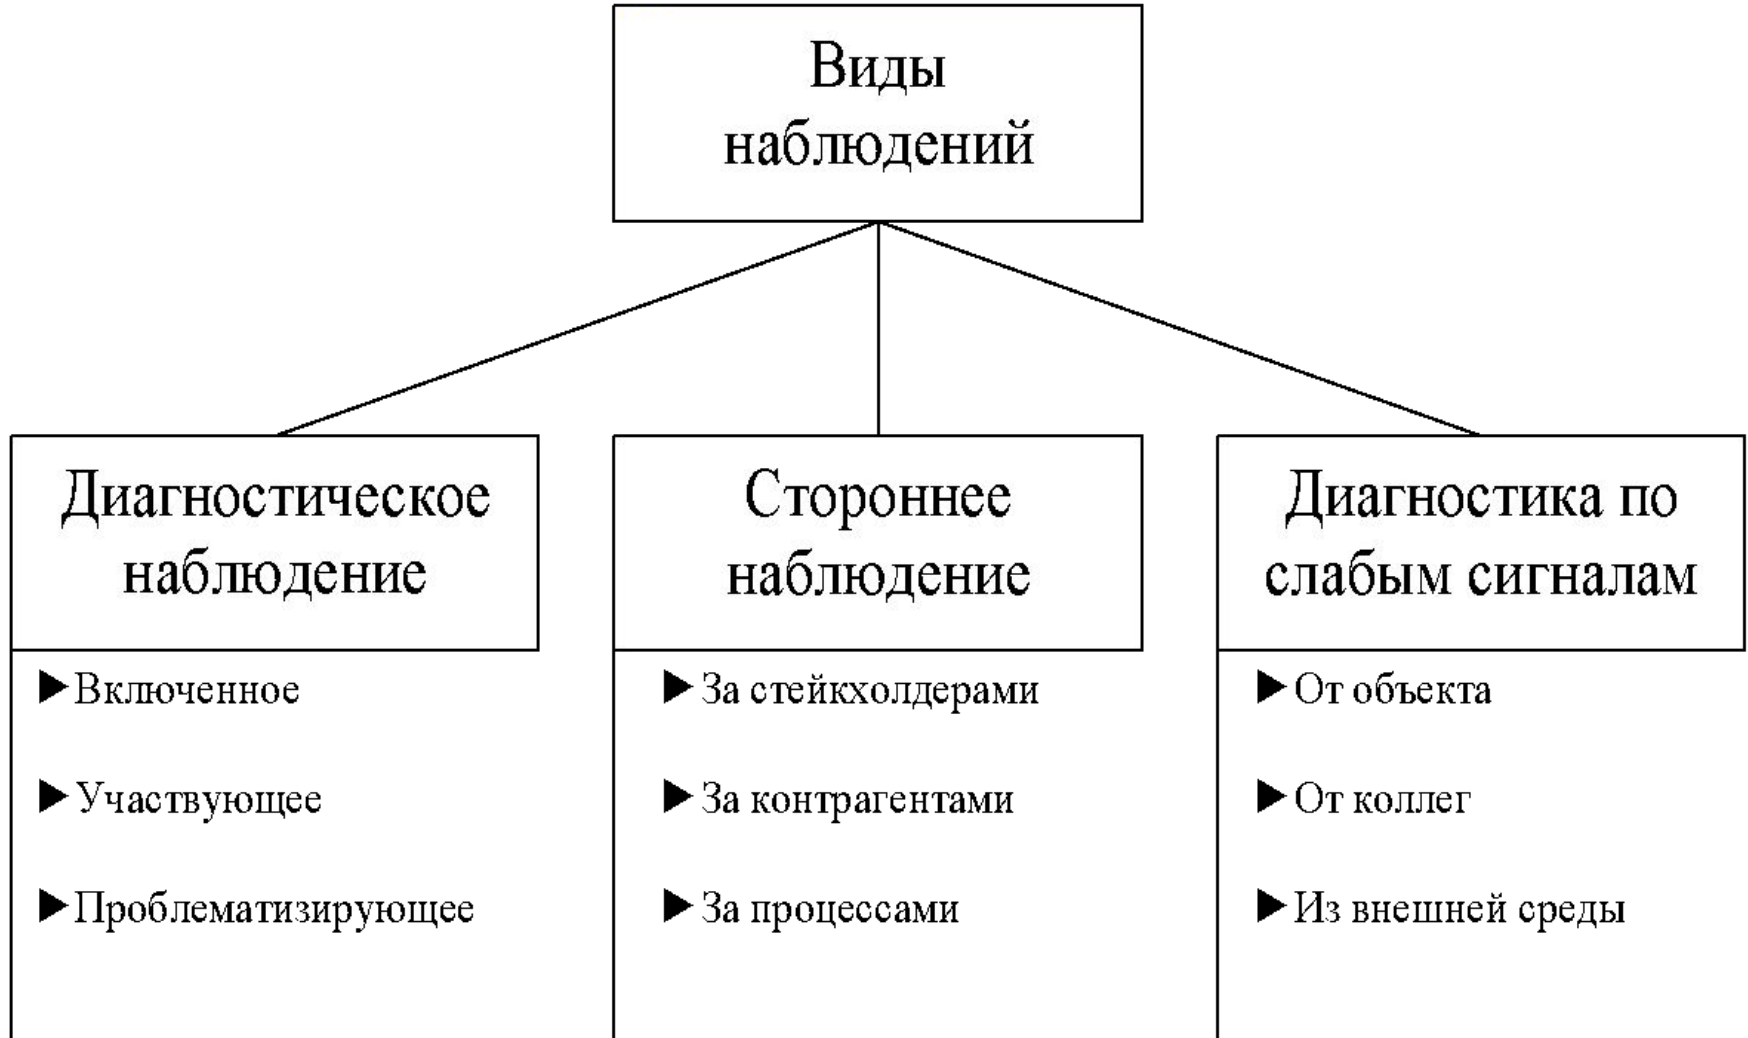 Виды
наблюдений
Диагностическое
наблюдение
Включенное
Участвующее
Проблематизирующее
Стороннее
наблюдение
За стейкхолдерами
За контрагентами
За процессами
Диагностика по
слабым сигналам
От объекта
От коллег
Из внешней среды